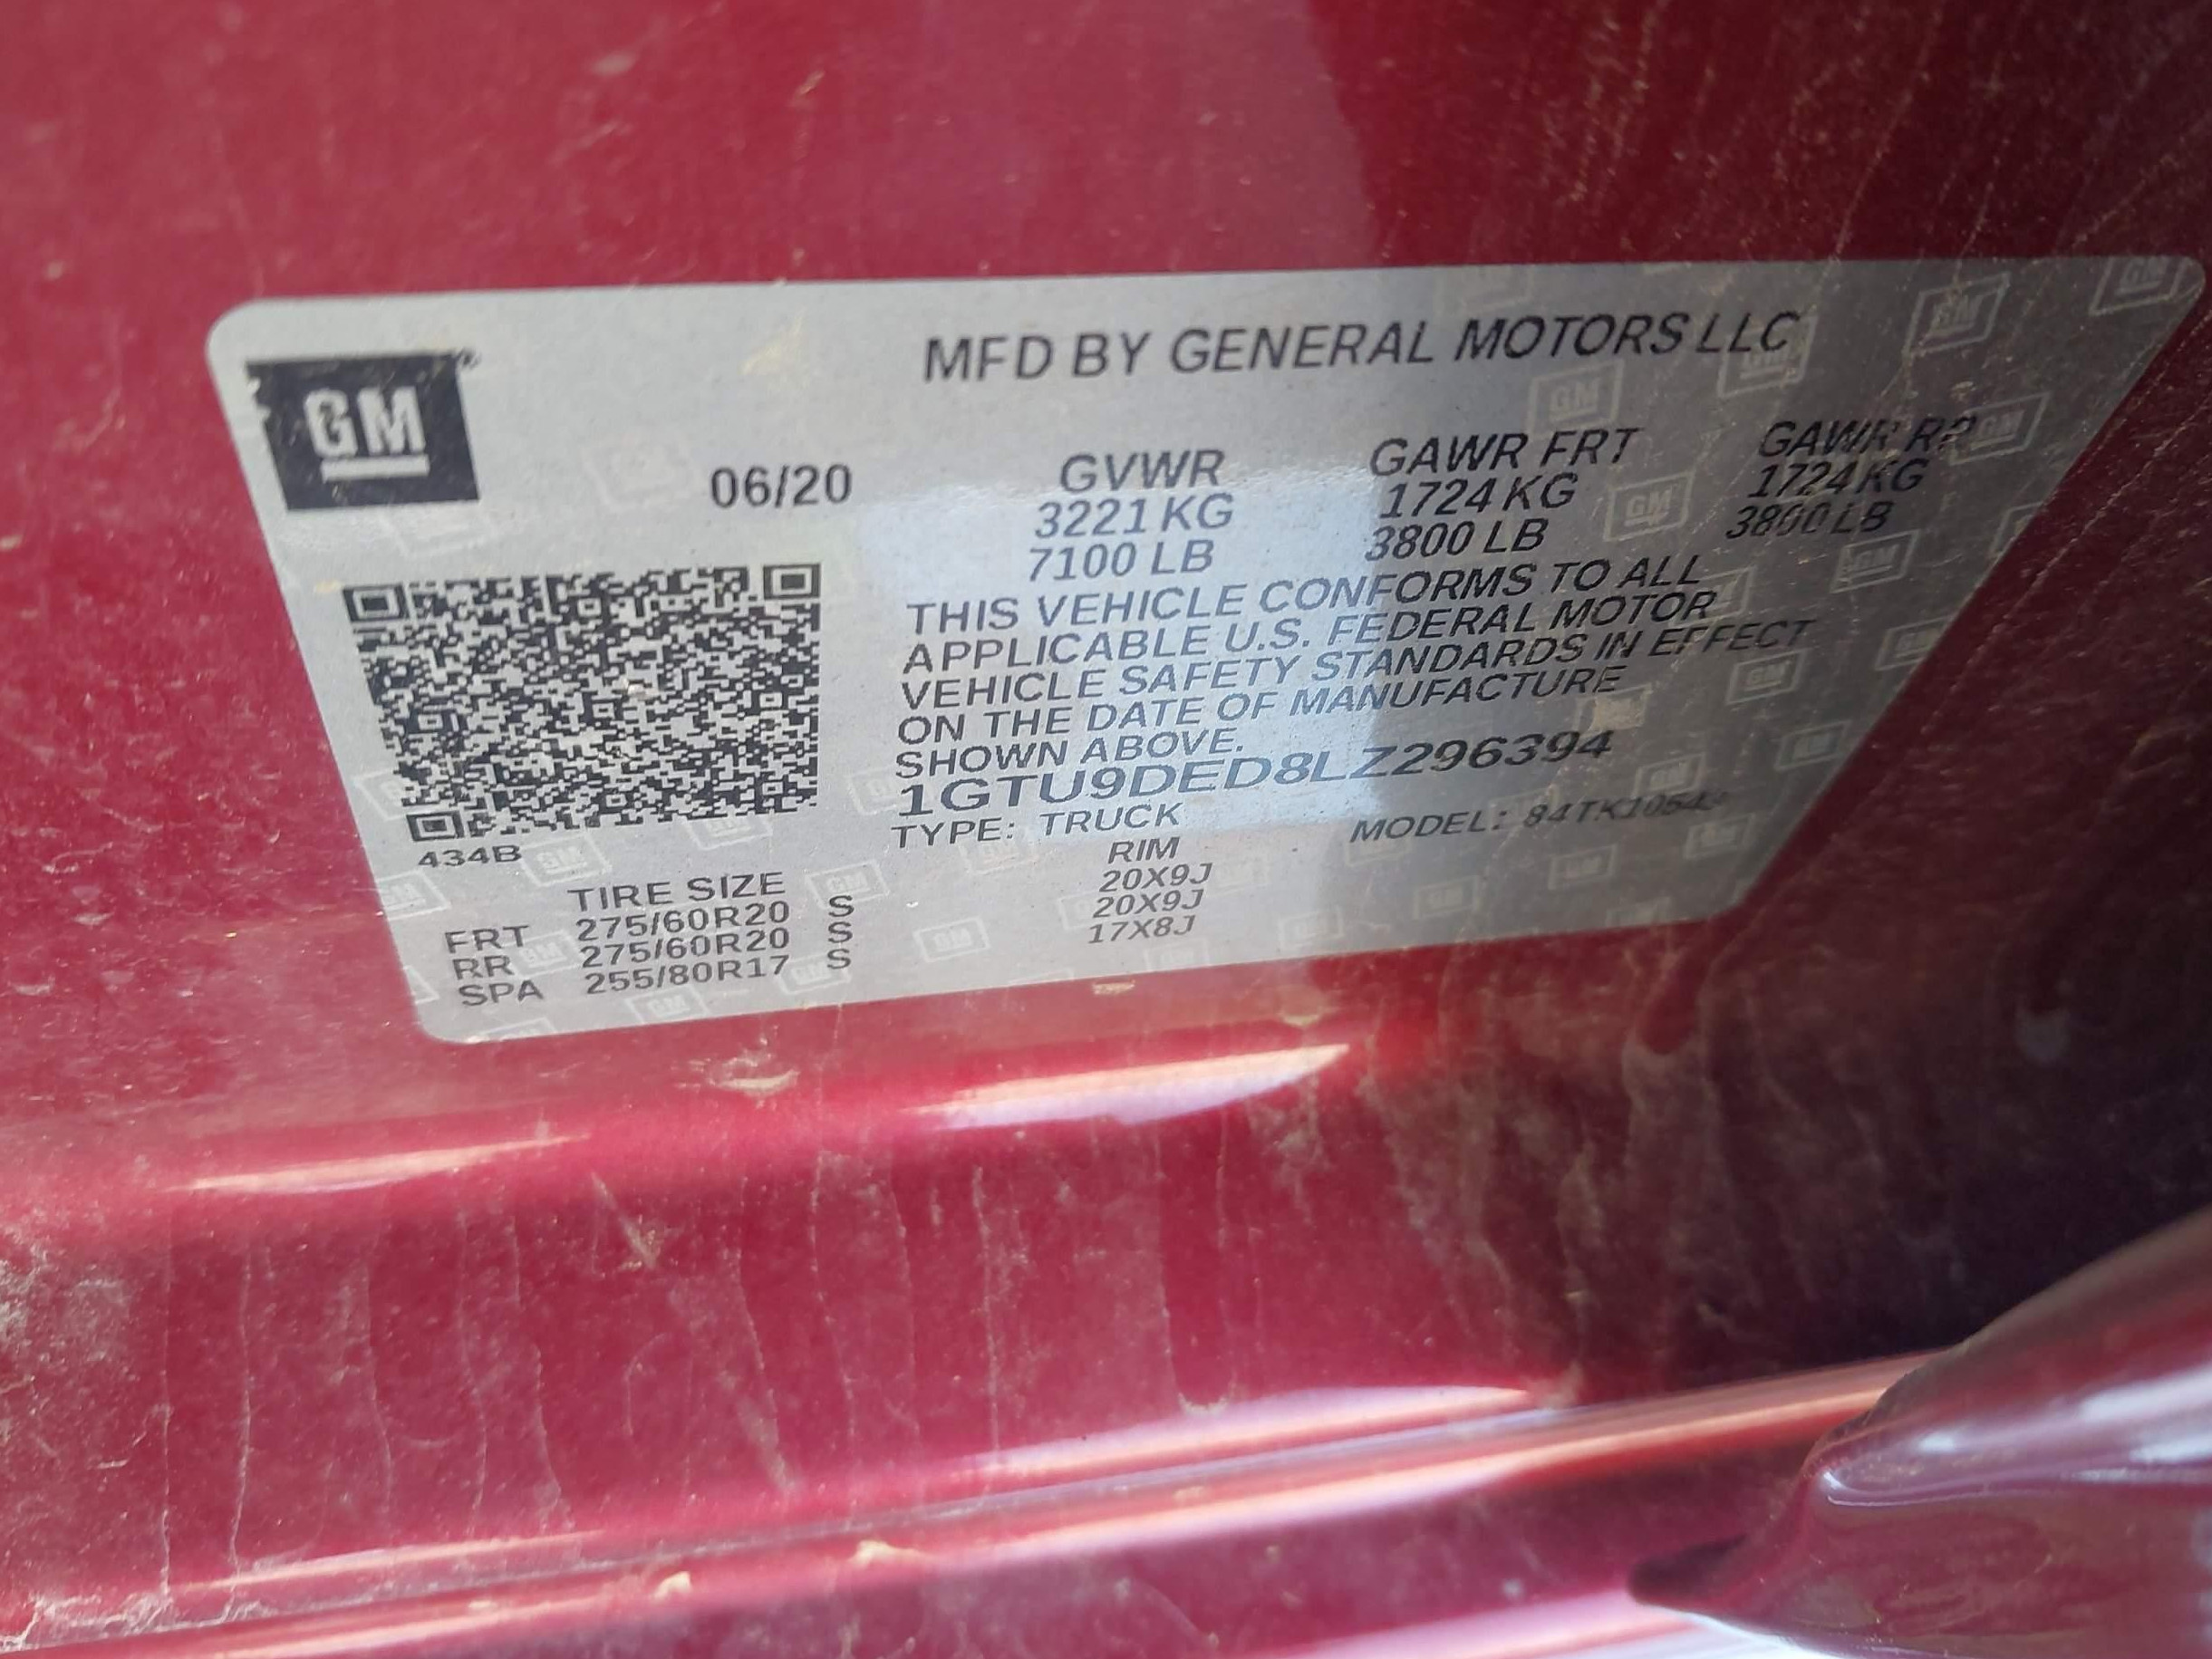 GM
MFD BY GENERAL MOTORS LLC
06/20
GVWR GAWR FRT GAWR RR
3221 KG 1724 KG 1724 KG
7100 LB 3800 LB 3800 LB
THIS VEHICLE CONFORMS TO ALL
APPLICABLE U.S. FEDERAL MOTOR
VEHICLE SAFETY STANDARDS IN EFFECT
ON THE DATE OF MANUFACTURE
SHOWN ABOVE.
1GTU9DED8LZ296394
TYPE: TRUCK MODEL:
434B
TIRE SIZE RIM
FRT 275/60R20 S 20X9J
RR 275/60R20 S 20X9J
SPA 255/80R17 S 17X8J